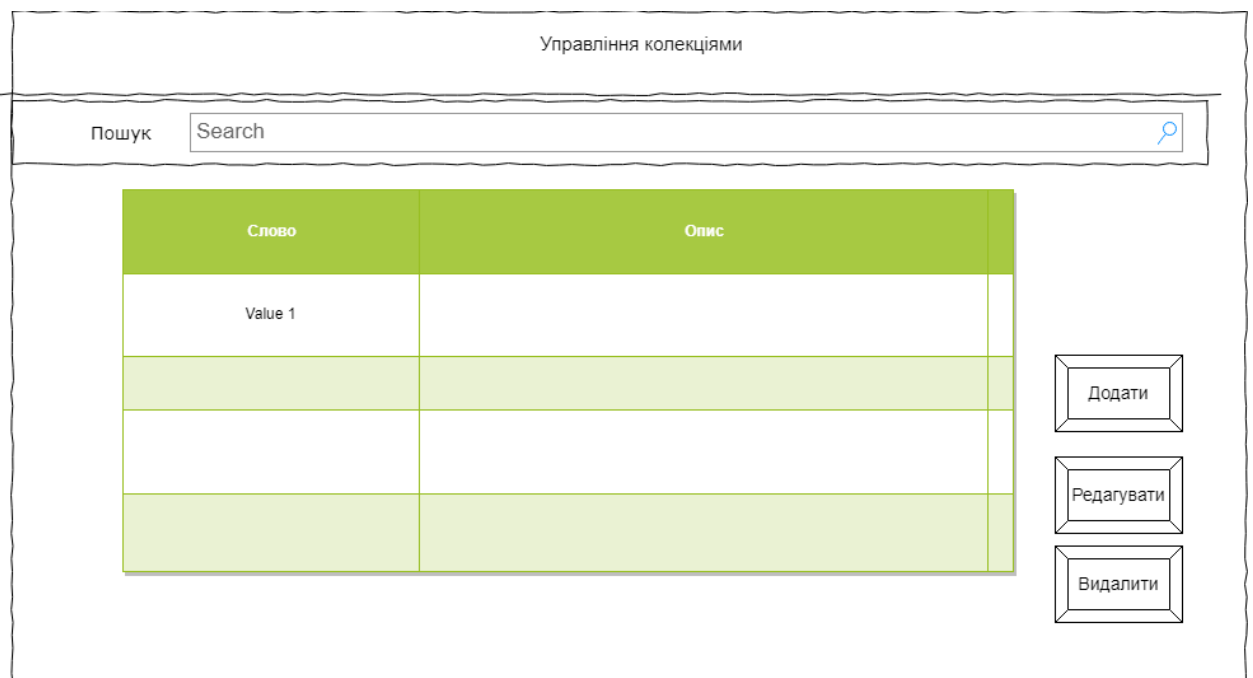 Управління колекціями
Пошук
Search
Слово
Опис
Value 1
Додати
Редагувати
Видалити